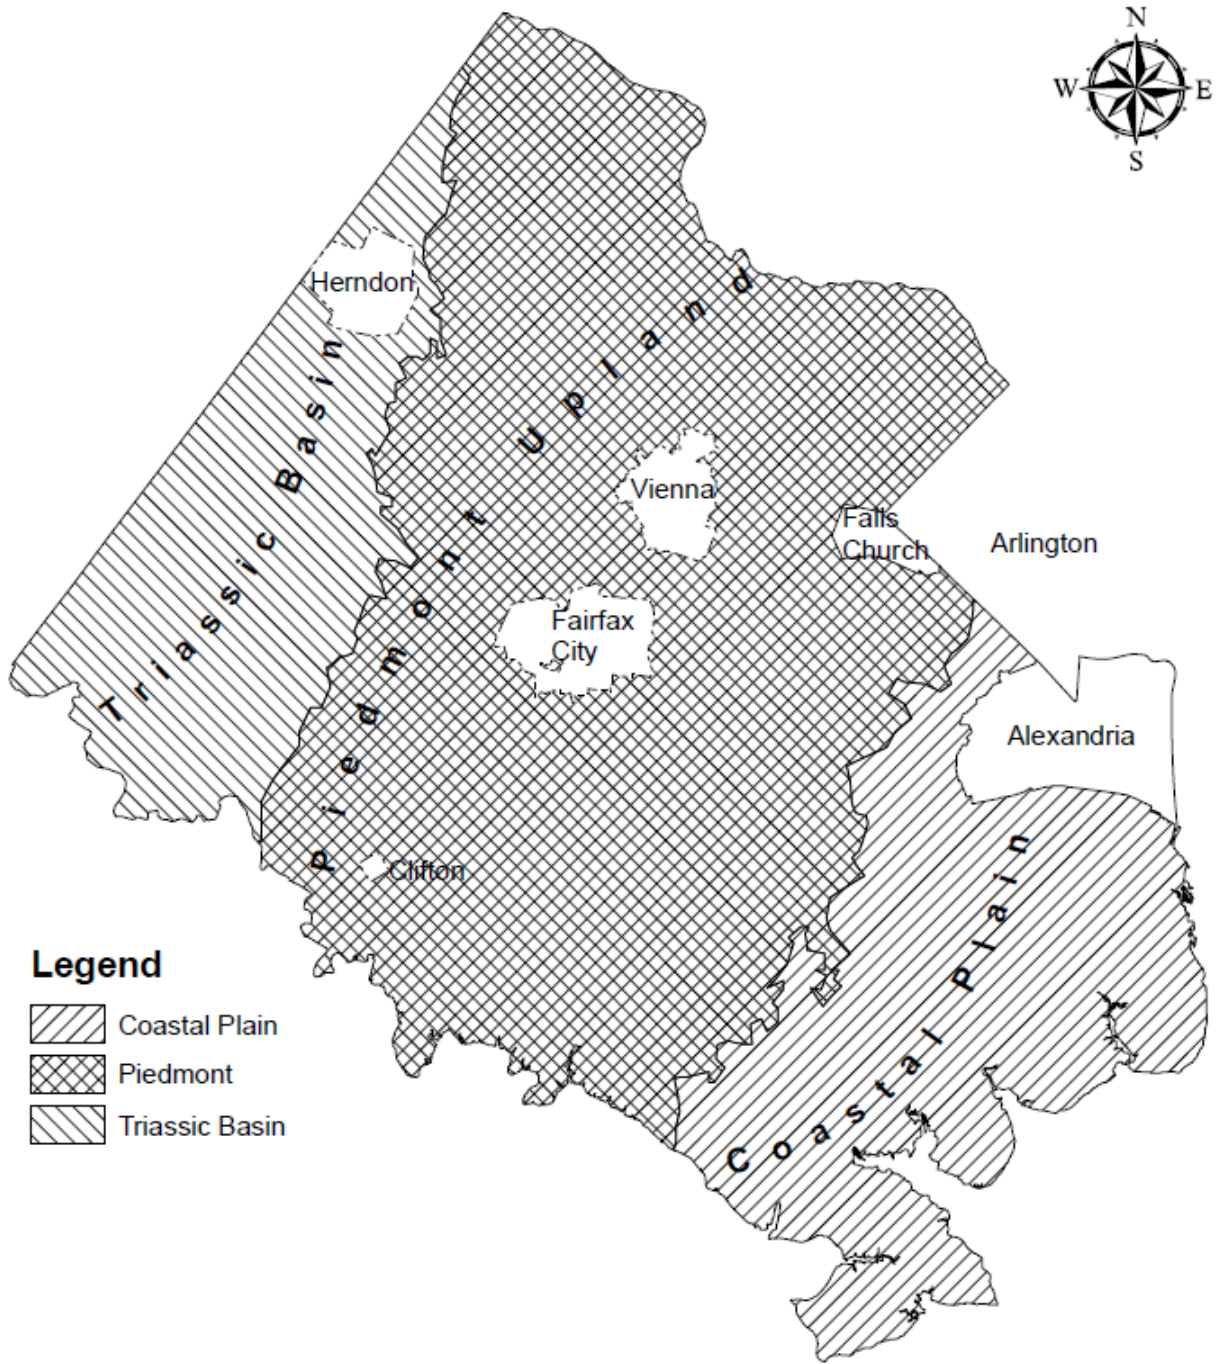 N
W E
S
Herndon
Triassic Basin
Piedmont Upland
Vienna
Falls
Church
Arlington
Fairfax
City
Alexandria
Clifton
Coastal Plain
Legend
Coastal Plain
Piedmont
Triassic Basin